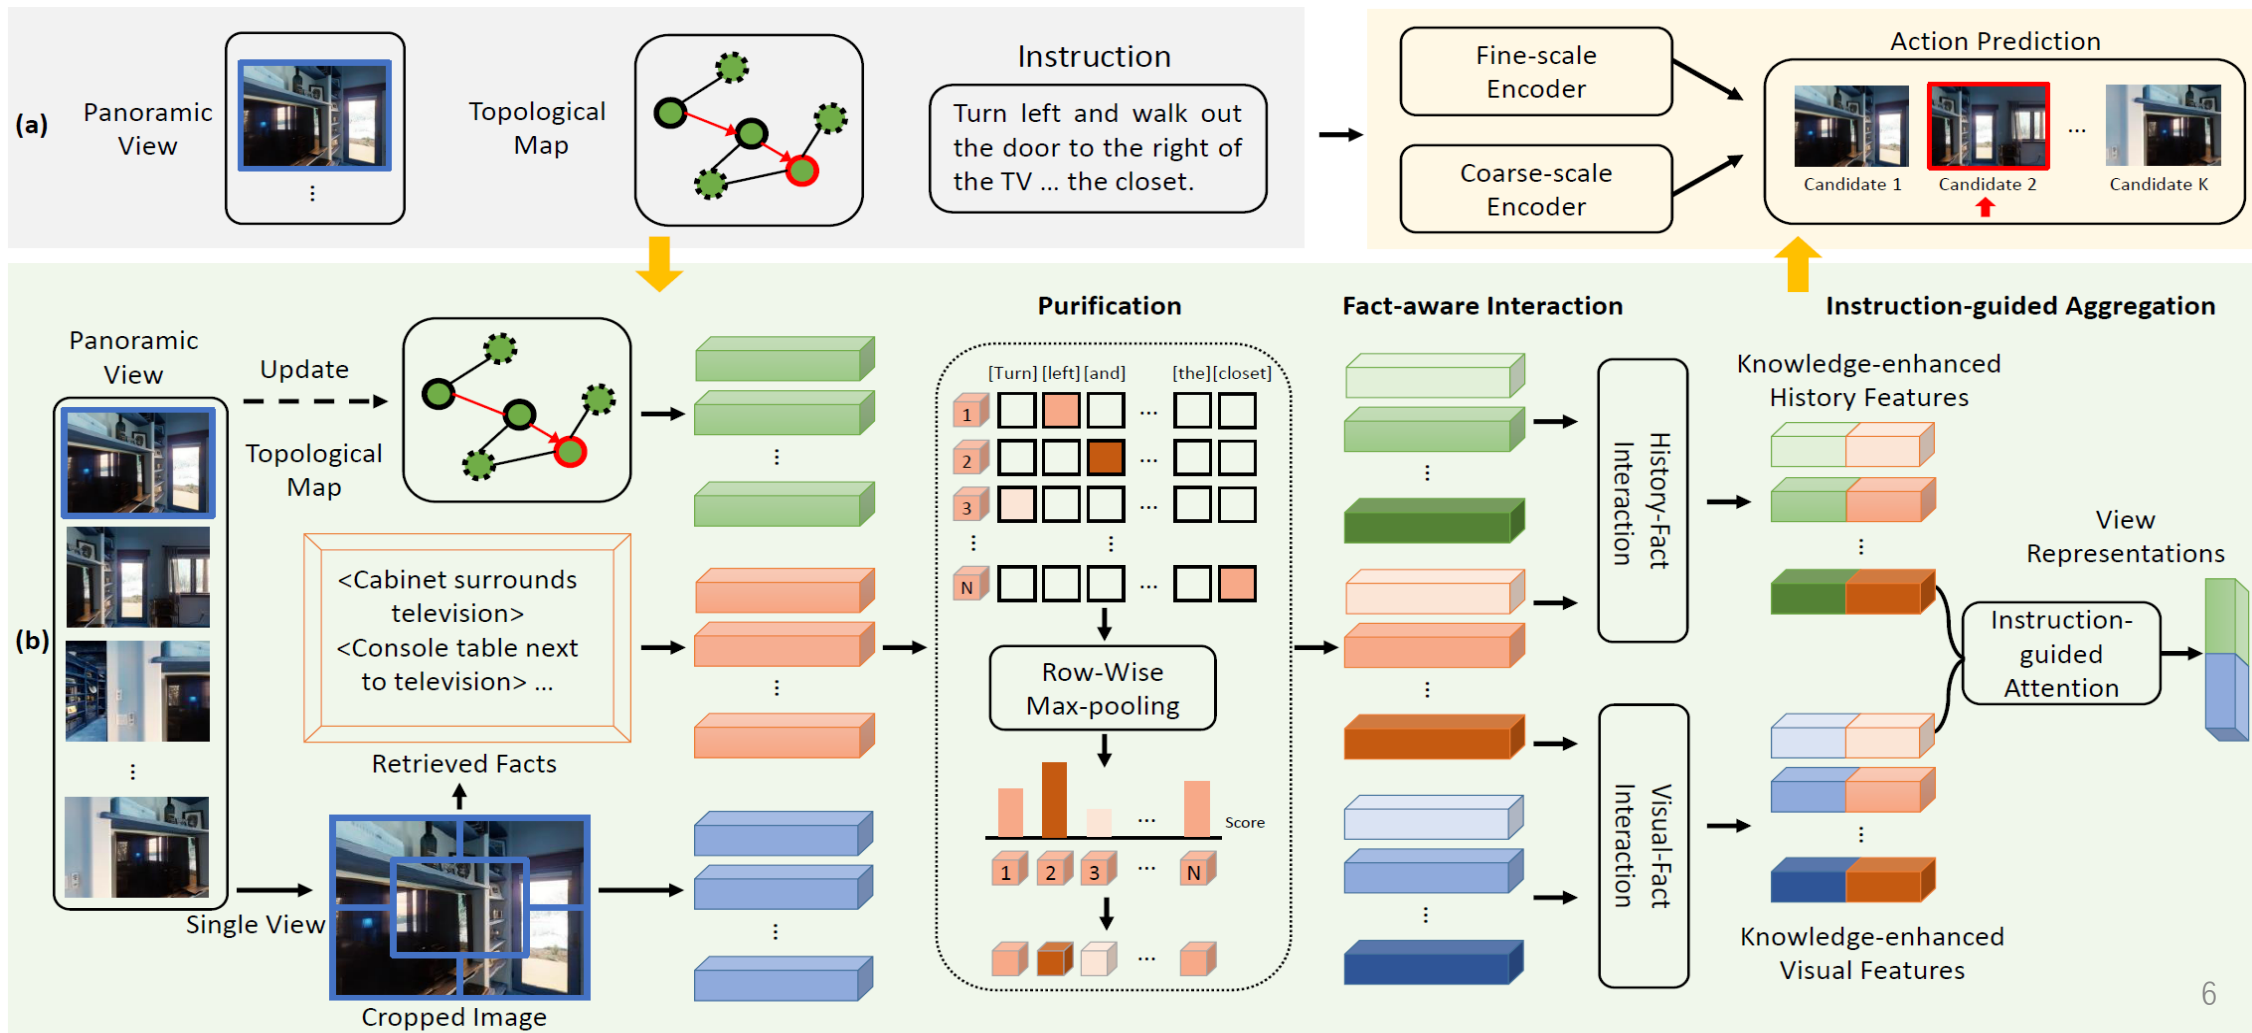 (a)
Panoramic
View
...
Topological
Map
Instruction
Turn left and walk out
the door to the right of
the TV ... the closet.
Fine-scale
Encoder
Coarse-scale
Encoder
Action Prediction
...
Candidate 1
Candidate 2
Candidate K
(b)
Panoramic
View
...
Update
Topological
Map
<Cabinet surrounds
television>
<Console table next
to television> ...
Retrieved Facts
Single View
Cropped Image
...
...
...
Purification
[Turn] [left] [and] [the] [closet]
1 ...
2 ...
3 ...
... ...
N ...
Row-Wise
Max-pooling
... Score
1 2 3 ... N
...
Fact-aware Interaction
...
...
...
History-Fact
Interaction
Visual-Fact
Interaction
Instruction-guided Aggregation
Knowledge-enhanced
History Features
...
...
Knowledge-enhanced
Visual Features
Instruction-
guided
Attention
View
Representations
6